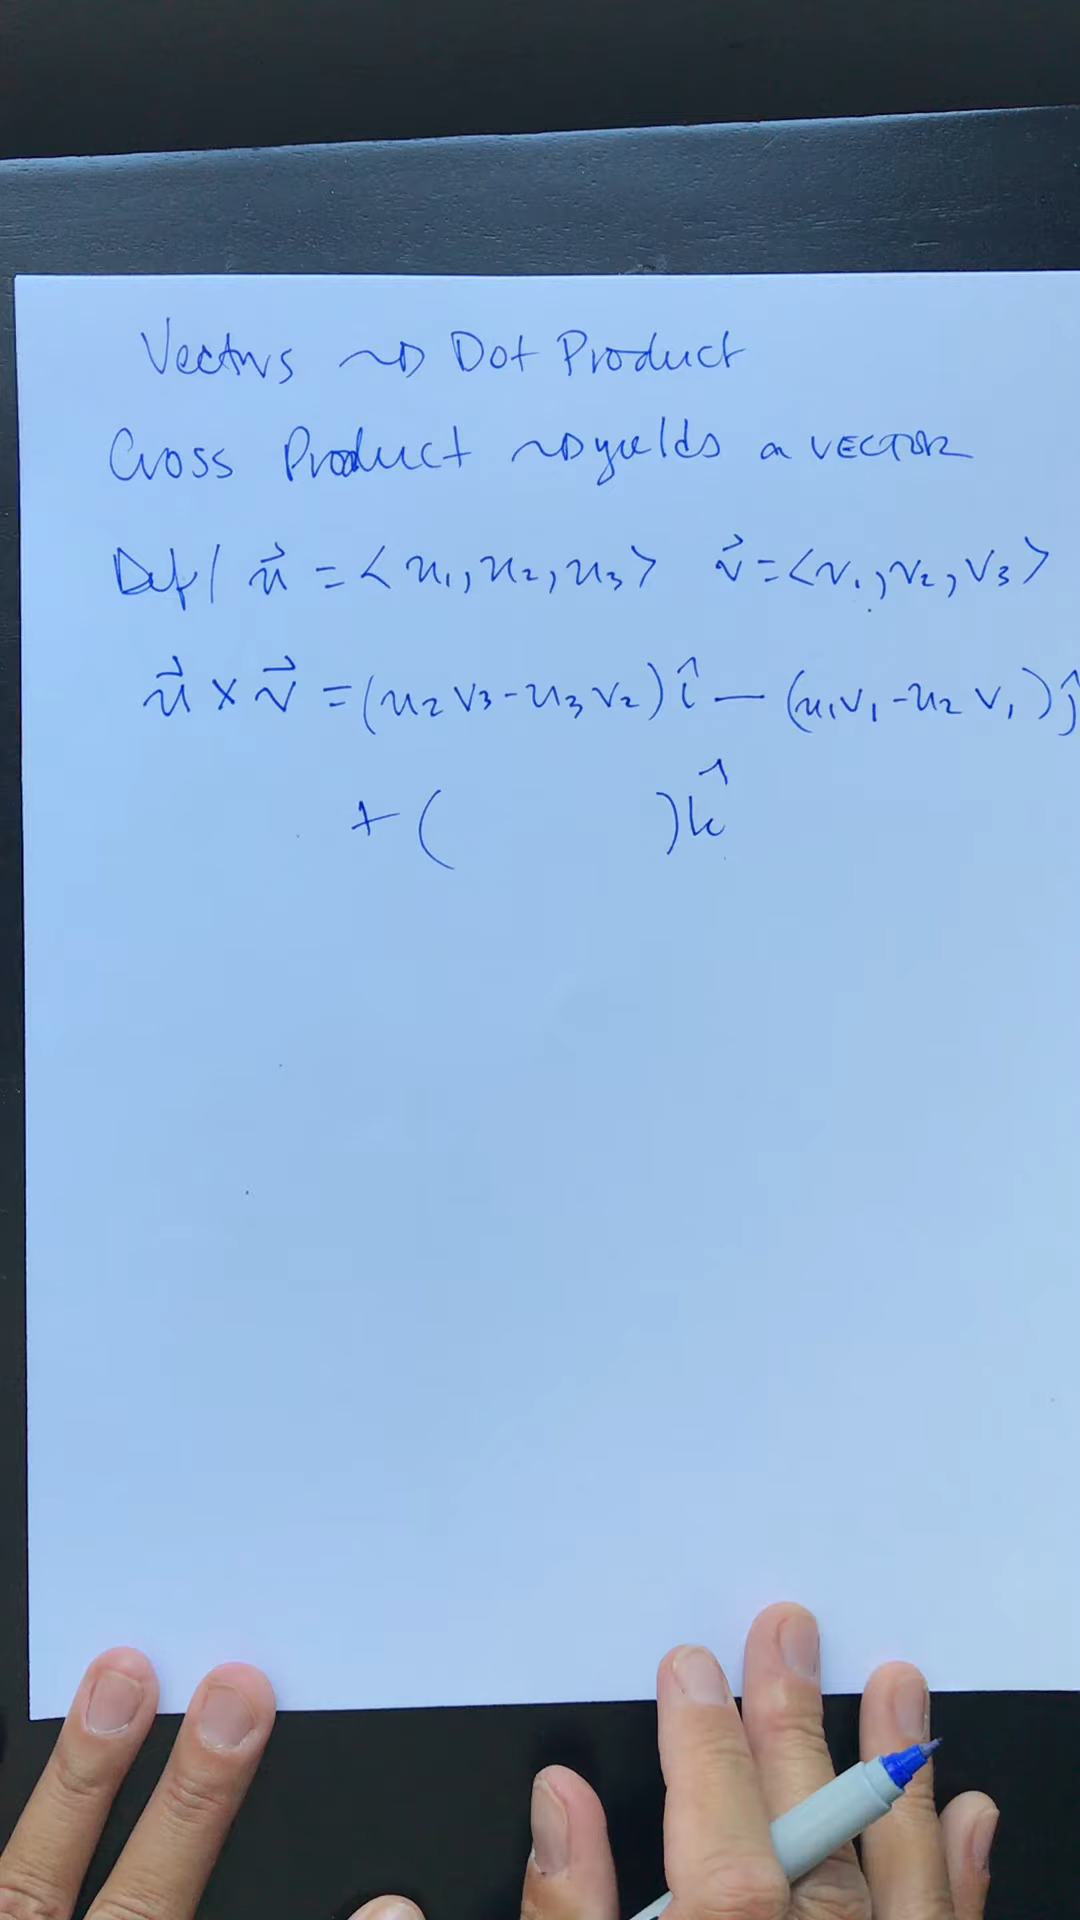 Vectors ⇝ Dot Product
Cross Product ⇝ yields a VECTOR
Def/ u⃗ = <u₁, u₂, u₃> v⃗ = <v₁, v₂, v₃>
u⃗ × v⃗ = (u₂v₃ - u₃v₂) î — (u₁v₁ - u₂v₁) ĵ
+ ( ) k̂